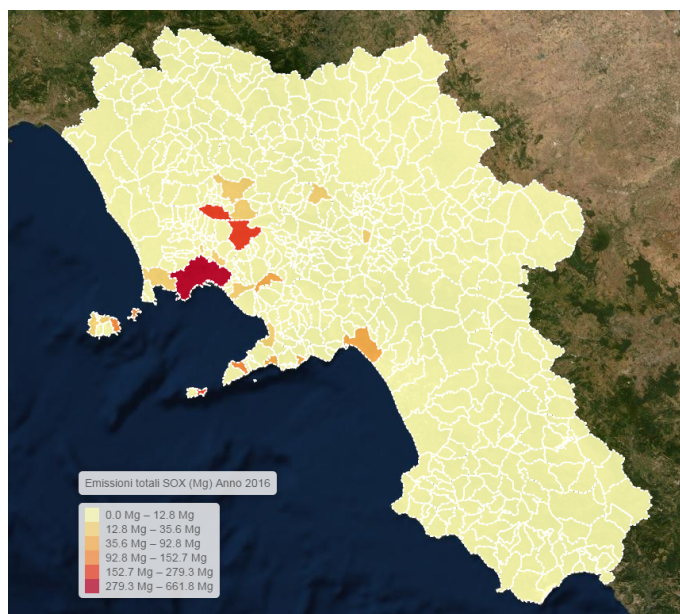 Emissioni totali SOX (Mg) Anno 2016
0.0 Mg – 12.8 Mg
12.8 Mg – 35.6 Mg
35.6 Mg – 92.8 Mg
92.8 Mg – 152.7 Mg
152.7 Mg – 279.3 Mg
279.3 Mg – 661.8 Mg